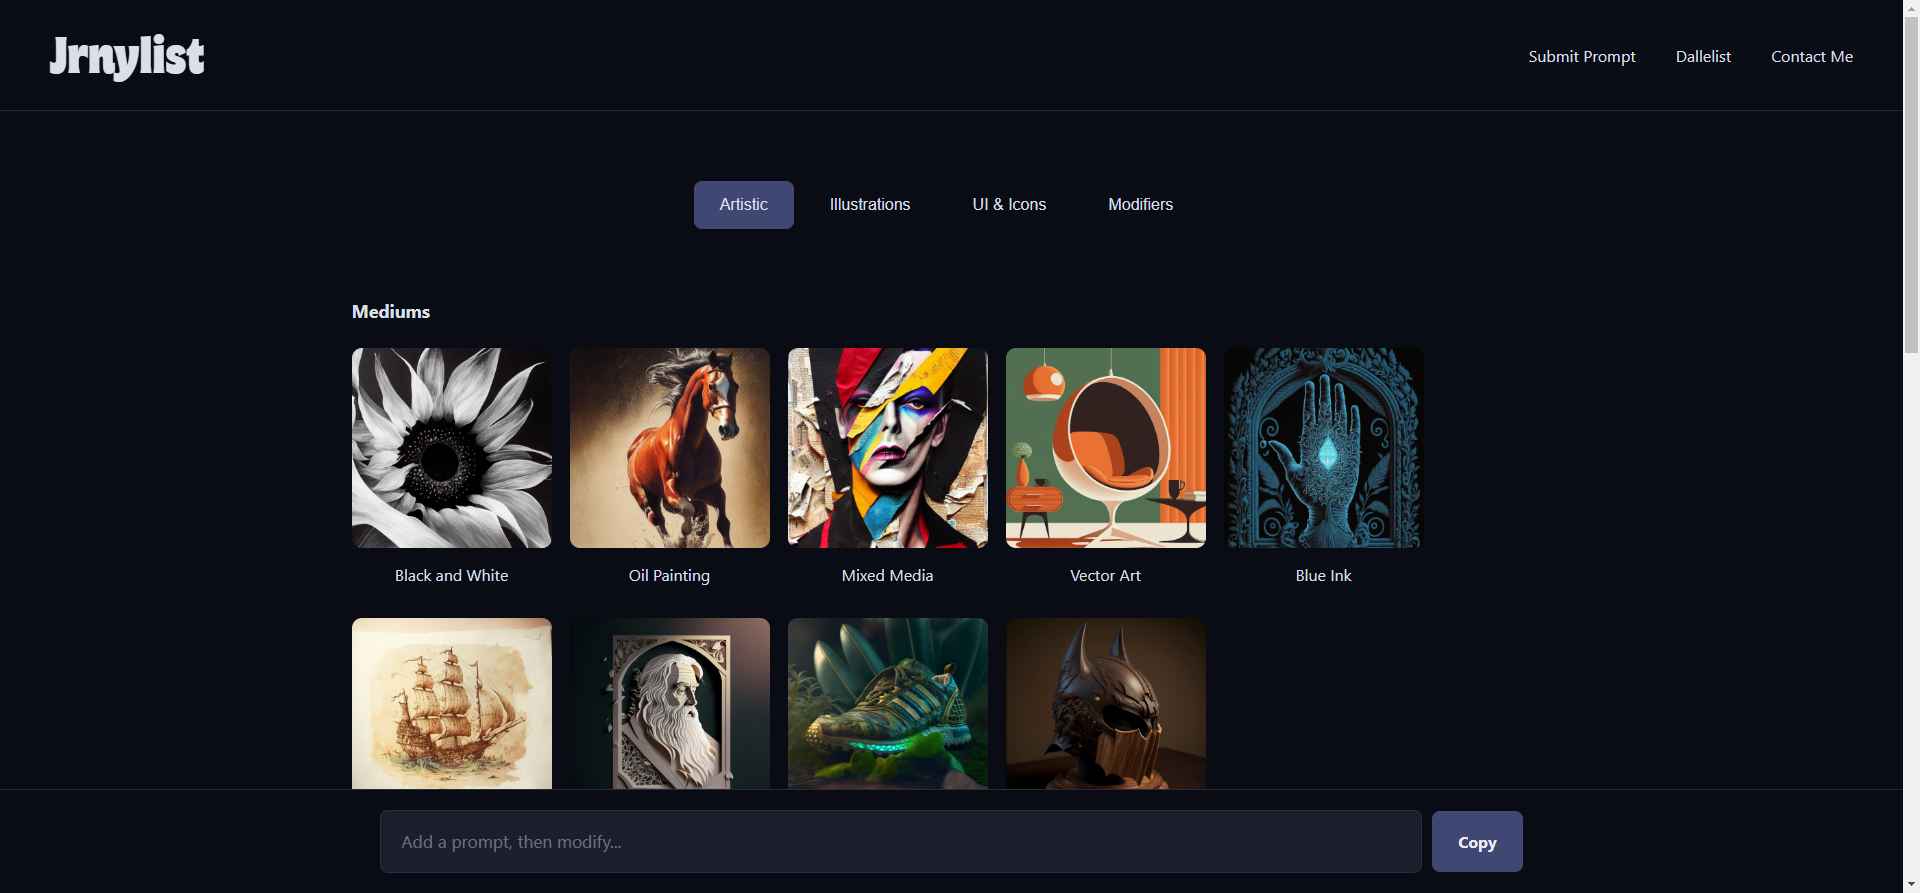 Jrnylist
Submit Prompt
Dallelist
Contact Me
Artistic
Illustrations
UI & Icons
Modifiers
Mediums
Black and White
Oil Painting
Mixed Media
Vector Art
Blue Ink
Add a prompt, then modify...
Copy